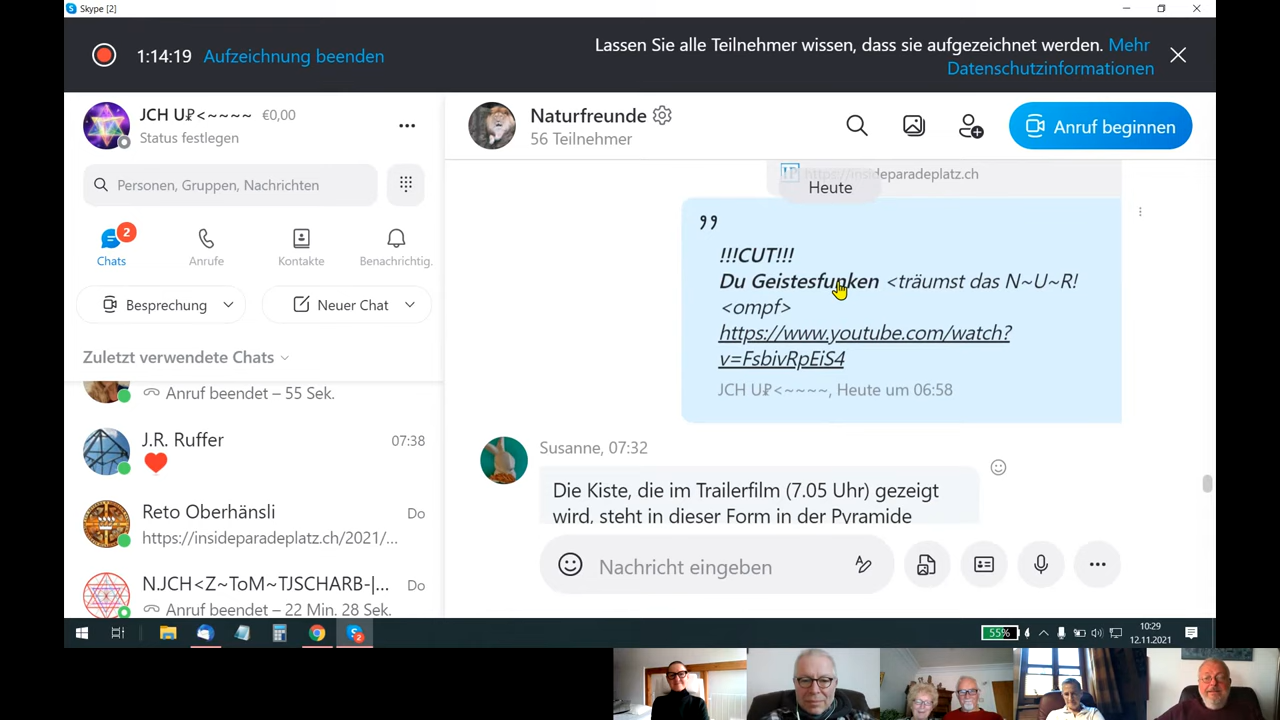 Skype [2]
1:14:19 Aufzeichnung beenden
Lassen Sie alle Teilnehmer wissen, dass sie aufgezeichnet werden. Mehr
Datenschutzinformationen
JCH U₽<~~~~ €0,00
Status festlegen
Personen, Gruppen, Nachrichten
2
Chats
Anrufe
Kontakte
Benachrichtig.
Besprechung
Neuer Chat
Zuletzt verwendete Chats
Anruf beendet – 55 Sek.
J.R. Ruffer 07:38
Reto Oberhänsli Do
https://insideparadeplatz.ch/2021/...
N.JCH<Z~ToM~TJSCHARB-|... Do
Anruf beendet – 22 Min. 28 Sek.
Naturfreunde
56 Teilnehmer
Anruf beginnen
https://insideparadeplatz.ch
Heute
!!!CUT!!!
Du Geistesfunken <träumst das N~U~R!
<ompf>
https://www.youtube.com/watch?
v=FsbivRpEiS4
JCH U₽<~~~~, Heute um 06:58
Susanne, 07:32
Die Kiste, die im Trailerfilm (7.05 Uhr) gezeigt
wird, steht in dieser Form in der Pyramide
Nachricht eingeben
55%
10:29
12.11.2021